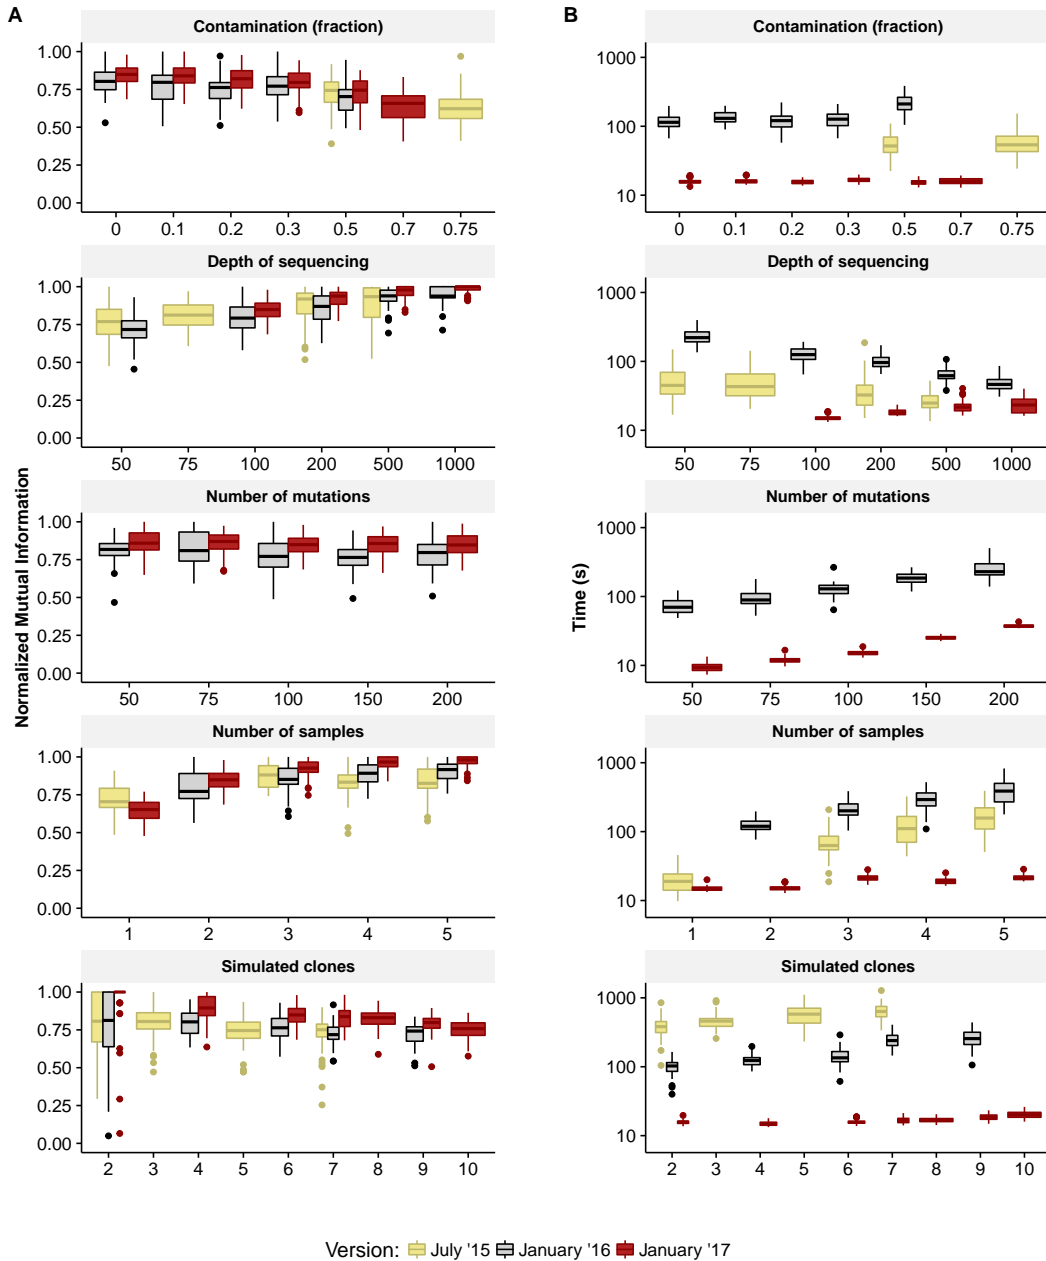 A
B
Contamination (fraction)
1.00
0.75
0.50
0.25
0.00
0 0.1 0.2 0.3 0.5 0.7 0.75
Depth of sequencing
1.00
0.75
0.50
0.25
0.00
50 75 100 200 500 1000
Number of mutations
1.00
0.75
0.50
0.25
0.00
50 75 100 150 200
Number of samples
1.00
0.75
0.50
0.25
0.00
1 2 3 4 5
Simulated clones
1.00
0.75
0.50
0.25
0.00
2 3 4 5 6 7 8 9 10
Normalized Mutual Information
Contamination (fraction)
1000
100
10
0 0.1 0.2 0.3 0.5 0.7 0.75
Depth of sequencing
1000
100
10
50 75 100 200 500 1000
Number of mutations
1000
100
10
50 75 100 150 200
Number of samples
1000
100
10
1 2 3 4 5
Simulated clones
1000
100
10
2 3 4 5 6 7 8 9 10
Time (s)
Version: July '15 January '16 January '17